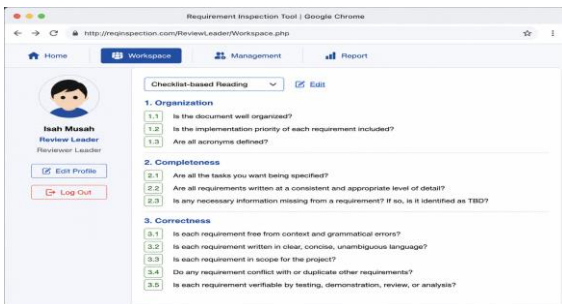 Requirement Inspection Tool | Google Chrome
http://reqinspection.com/ReviewLeader/Workspace.php
Home
Workspace
Management
Report
Isah Musah
Review Leader
Reviewer Leader
Edit Profile
Log Out
Checklist-based Reading
Edit
1. Organization
1.1 Is the document well organized?
1.2 Is the implementation priority of each requirement included?
1.3 Are all acronyms defined?
2. Completeness
2.1 Are all the tasks you want being specified?
2.2 Are all requirements written at a consistent and appropriate level of detail?
2.3 Is any necessary information missing from a requirement? If so, is it identified as TBD?
3. Correctness
3.1 Is each requirement free from context and grammatical errors?
3.2 Is each requirement written in clear, concise, unambiguous language?
3.3 Is each requirement in scope for the project?
3.4 Do any requirement conflict with or duplicate other requirements?
3.5 Is each requirement verifiable by testing, demonstration, review, or analysis?